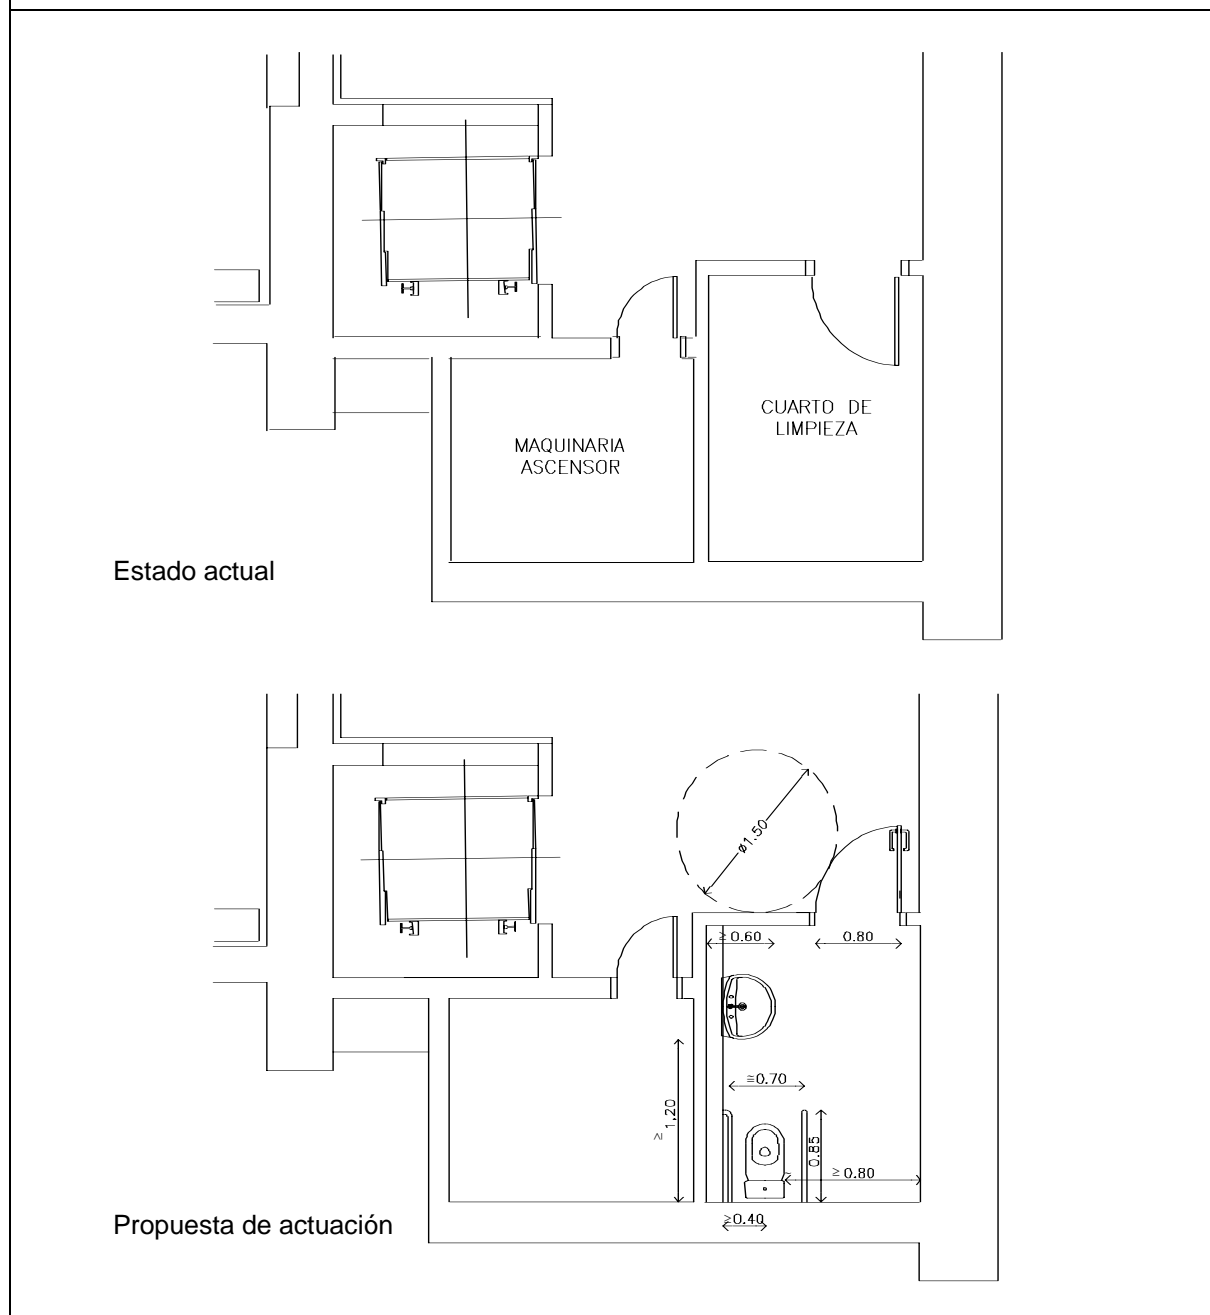 CUARTO DE
LIMPIEZA
MAQUINARIA
ASCENSOR
Estado actual
ø1.50
≥0.60
0.80
≅0.70
≥1,20
0.85
≥0.80
≥0.40
Propuesta de actuación